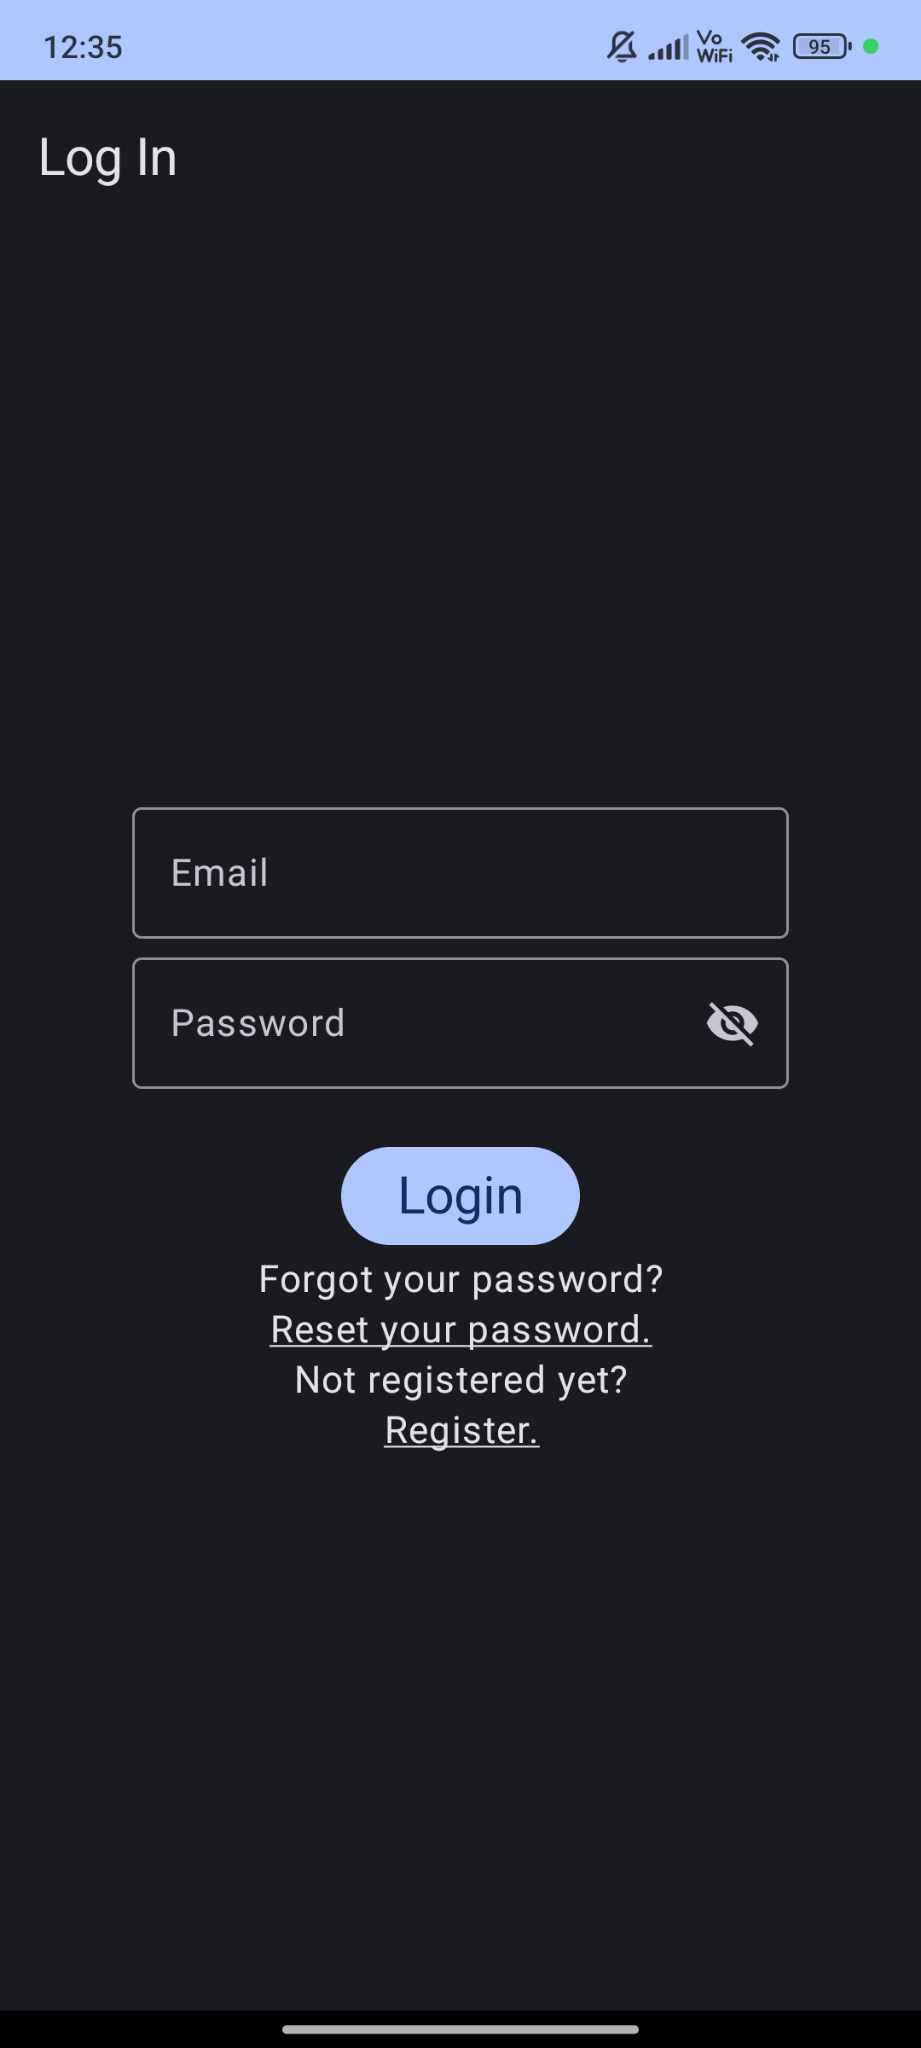 12:35 Vo WiFi 95
Log In
Email
Password
Login
Forgot your password?
Reset your password.
Not registered yet?
Register.